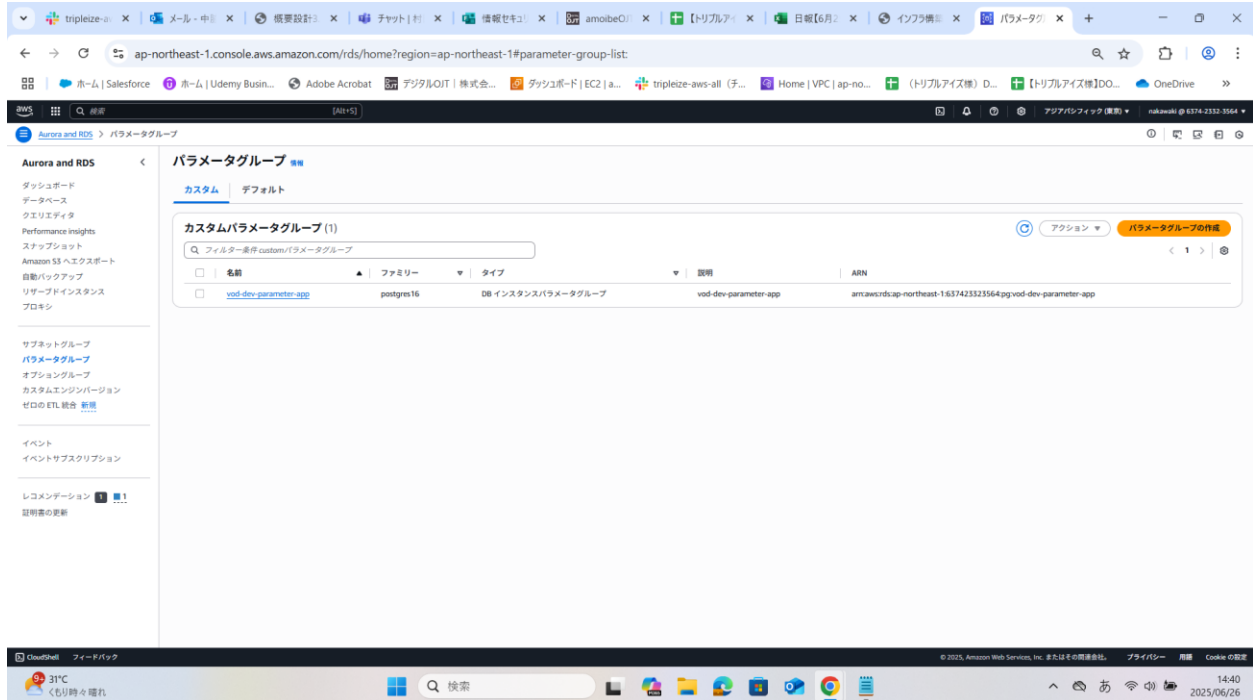 tripleize-a
メール - 中
概要設計3.
チャット | 村
情報セキュ
amoibeO
【トリプルア
日報【6月2
インフラ構
パラメータグ
ap-northeast-1.console.aws.amazon.com/rds/home?region=ap-northeast-1#parameter-group-list:
ホーム | Salesforce
ホーム | Udemy Busin...
Adobe Acrobat
デジタルOJT | 株式会...
ダッシュボード | EC2 | a...
tripleize-aws-all (チ...
Home | VPC | ap-no...
(トリプルアイズ様) D...
【トリプルアイズ様】DO...
OneDrive
aws
検索
[Alt+S]
アジアパシフィック (東京) ▼
nakawaki @ 6374-2332-3564 ▼
Aurora and RDS > パラメータグループ
Aurora and RDS
ダッシュボード
データベース
クエリエディタ
Performance insights
スナップショット
Amazon S3 へエクスポート
自動バックアップ
リザーブドインスタンス
プロキシ
サブネットグループ
パラメータグループ
オプショングループ
カスタムエンジンバージョン
ゼロの ETL 統合 新規
イベント
イベントサブスクリプション
レコメンデーション 1 1
証明書の更新
パラメータグループ 情報
カスタム
デフォルト
カスタムパラメータグループ (1)
アクション ▼
パラメータグループの作成
フィルター条件 customパラメータグループ
< 1 >
名前 ▲ ファミリー ▼ タイプ ▼ 説明 ARN
vod-dev-parameter-app postgres16 DB インスタンスパラメータグループ vod-dev-parameter-app arn:aws:rds:ap-northeast-1:637423323564:pg:vod-dev-parameter-app
CloudShell フィードバック
© 2025, Amazon Web Services, Inc. またはその関連会社。 プライバシー 用語 Cookie の設定
9+
31°C
くもり時々晴れ
検索
あ
14:40
2025/06/26